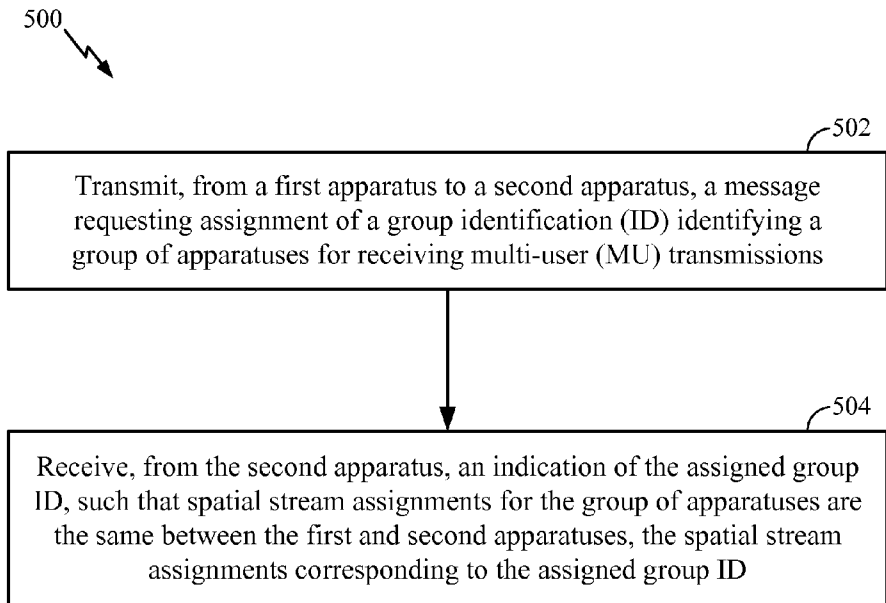 500
502
Transmit, from a first apparatus to a second apparatus, a message
requesting assignment of a group identification (ID) identifying a
group of apparatuses for receiving multi-user (MU) transmissions
504
Receive, from the second apparatus, an indication of the assigned group
ID, such that spatial stream assignments for the group of apparatuses are
the same between the first and second apparatuses, the spatial stream
assignments corresponding to the assigned group ID